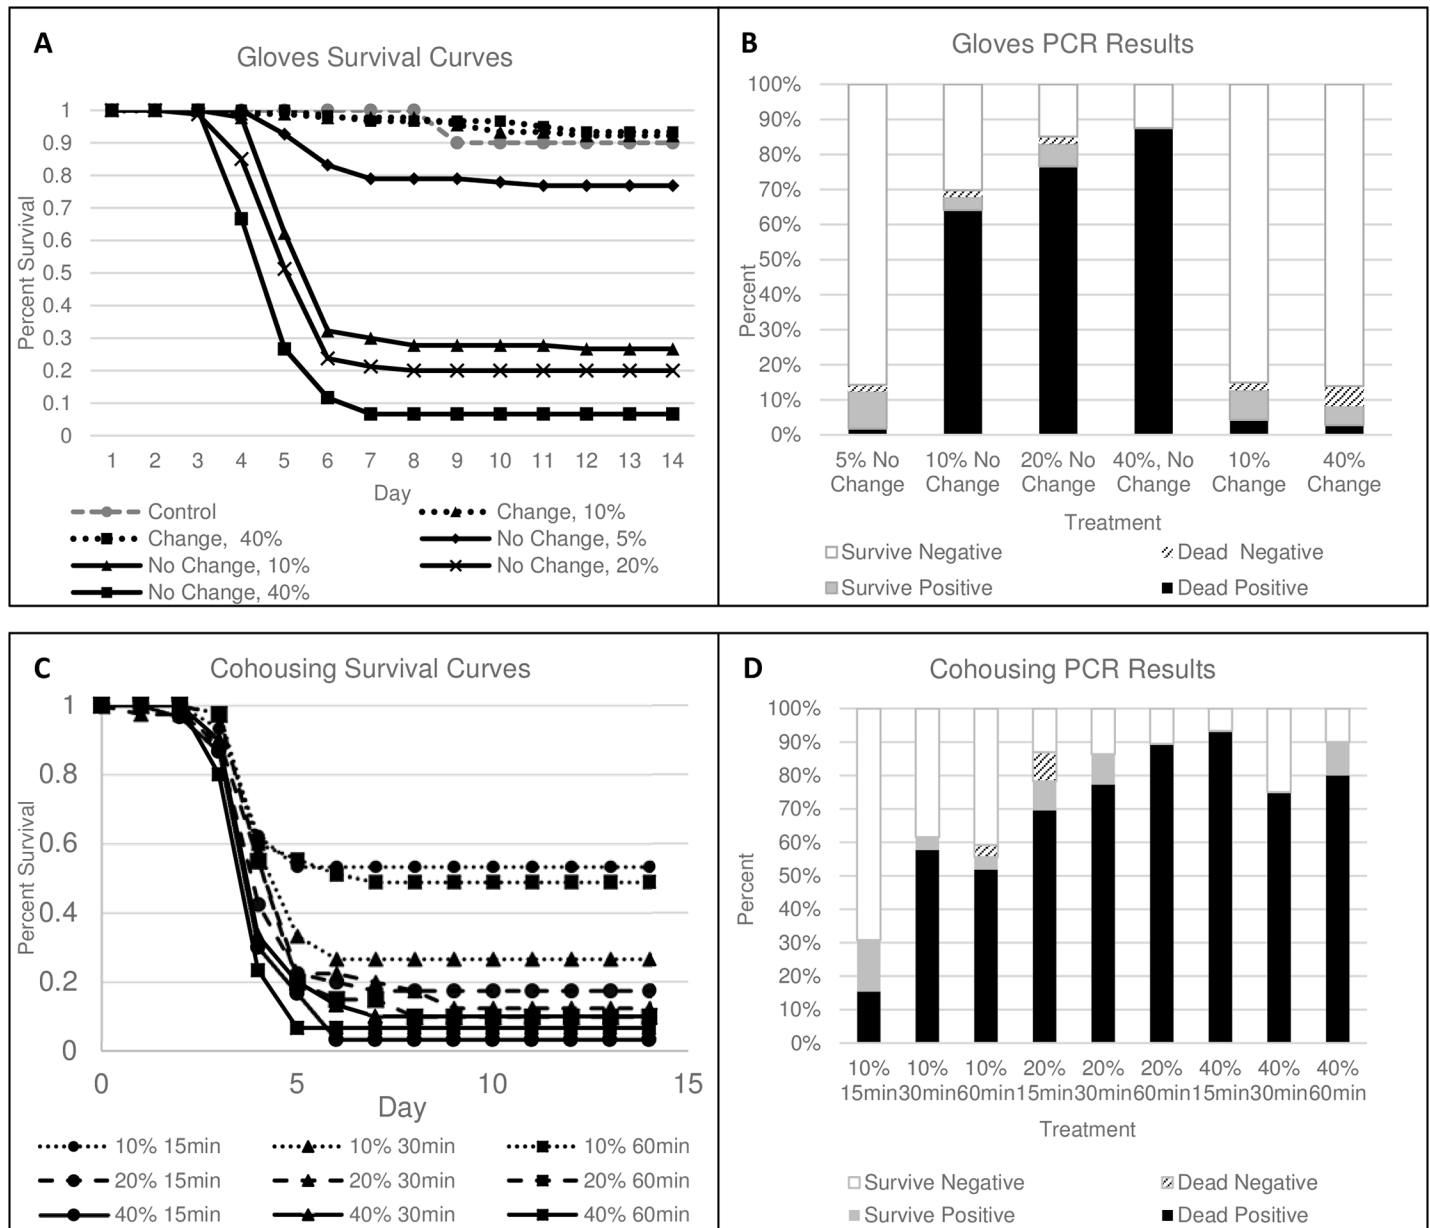 A
Gloves Survival Curves
1
0.9
0.8
0.7
0.6
0.5
0.4
0.3
0.2
0.1
0
Percent Survival
1 2 3 4 5 6 7 8 9 10 11 12 13 14
Day
Control
Change, 10%
Change, 40%
No Change, 5%
No Change, 10%
No Change, 20%
No Change, 40%
B
Gloves PCR Results
100%
90%
80%
70%
60%
50%
40%
30%
20%
10%
0%
Percent
5% No 10% No 20% No 40%, No 10% 40%
Change Change Change Change Change Change
Treatment
Survive Negative
Dead Negative
Survive Positive
Dead Positive
C
Cohousing Survival Curves
1
0.8
0.6
0.4
0.2
0
Percent Survival
0 5 10 15
Day
10% 15min
10% 30min
10% 60min
20% 15min
20% 30min
20% 60min
40% 15min
40% 30min
40% 60min
D
Cohousing PCR Results
100%
90%
80%
70%
60%
50%
40%
30%
20%
10%
0%
Percent
10% 10% 10% 20% 20% 20% 40% 40% 40%
15min 30min 60min 15min 30min 60min 15min 30min 60min
Treatment
Survive Negative
Dead Negative
Survive Positive
Dead Positive